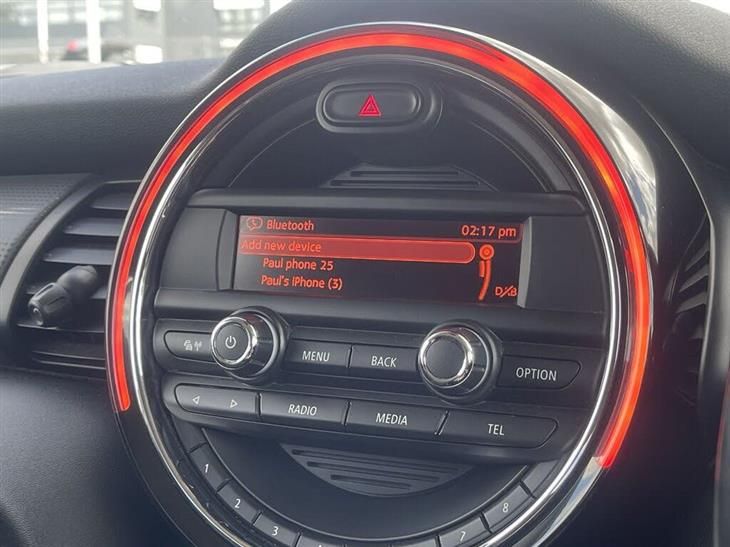 Bluetooth 02:17 pm
Add new device
Paul phone 25
Paul's iPhone (3)
MENU BACK OPTION
RADIO MEDIA TEL
1 2 3 7 8